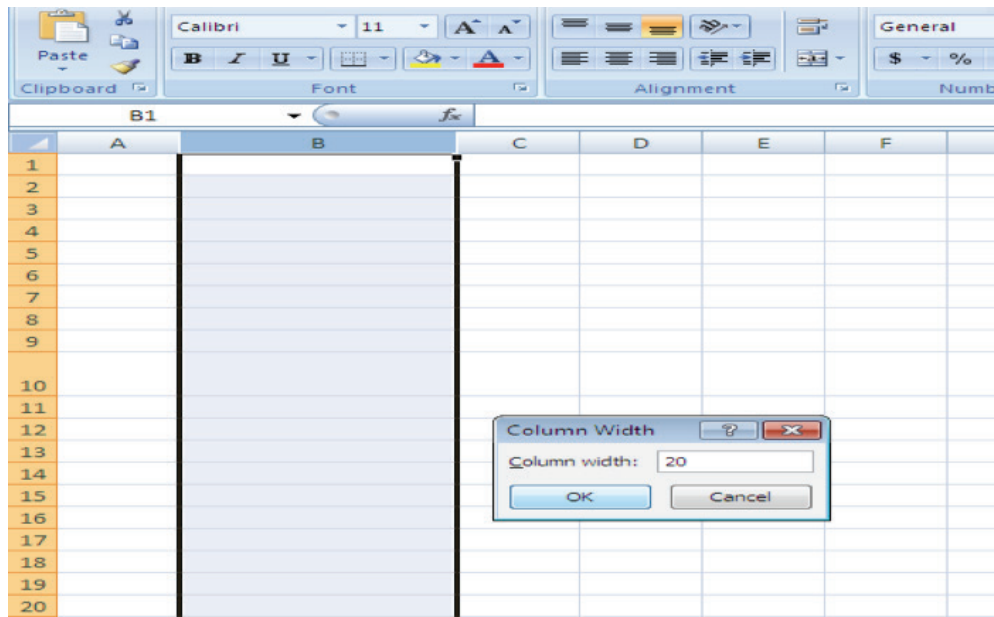 Calibri 11 A A General
Paste B I U A $ %
Clipboard Font Alignment Numb
B1 fx
A B C D E F
1
2
3
4
5
6
7
8
9
10
11
12
13
14
15
16
17
18
19
20
Column Width ?
Column width: 20
OK Cancel